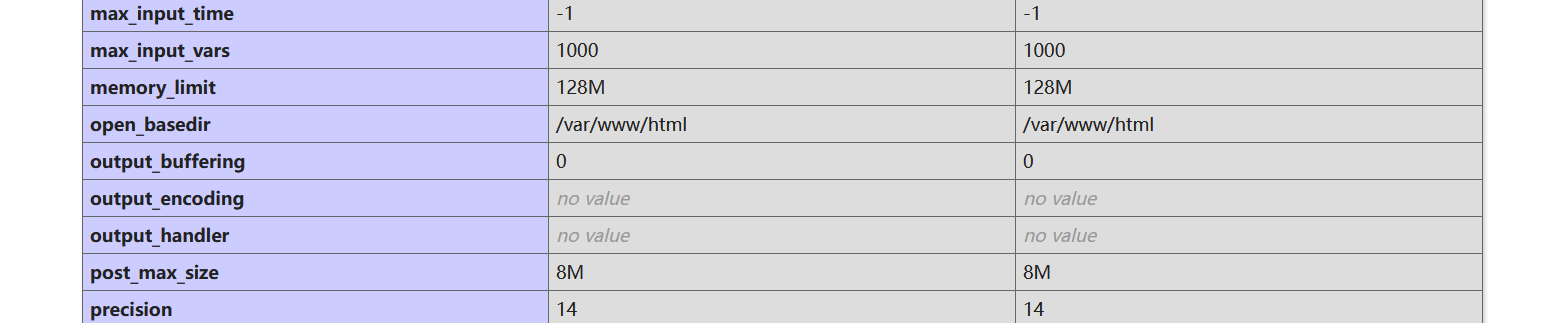 max_input_time -1 -1
max_input_vars 1000 1000
memory_limit 128M 128M
open_basedir /var/www/html /var/www/html
output_buffering 0 0
output_encoding no value no value
output_handler no value no value
post_max_size 8M 8M
precision 14 14